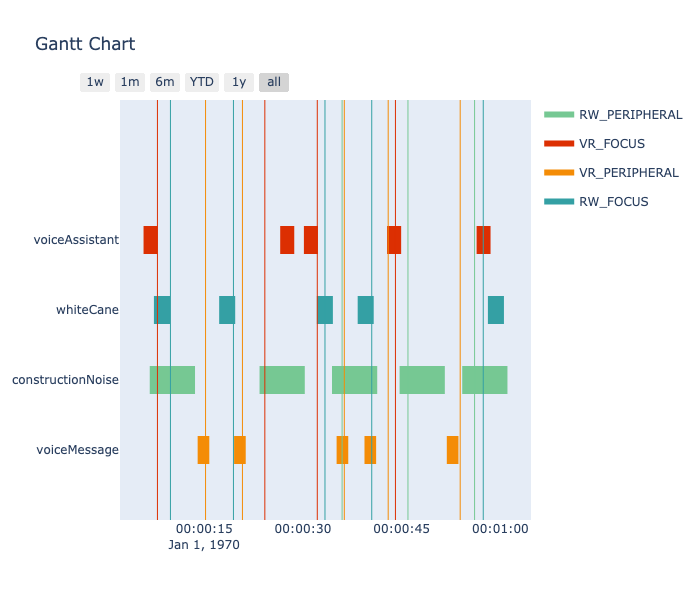 Gantt Chart
1w 1m 6m YTD 1y all
RW_PERIPHERAL
VR_FOCUS
VR_PERIPHERAL
RW_FOCUS
voiceAssistant
whiteCane
constructionNoise
voiceMessage
00:00:15 00:00:30 00:00:45 00:01:00
Jan 1, 1970